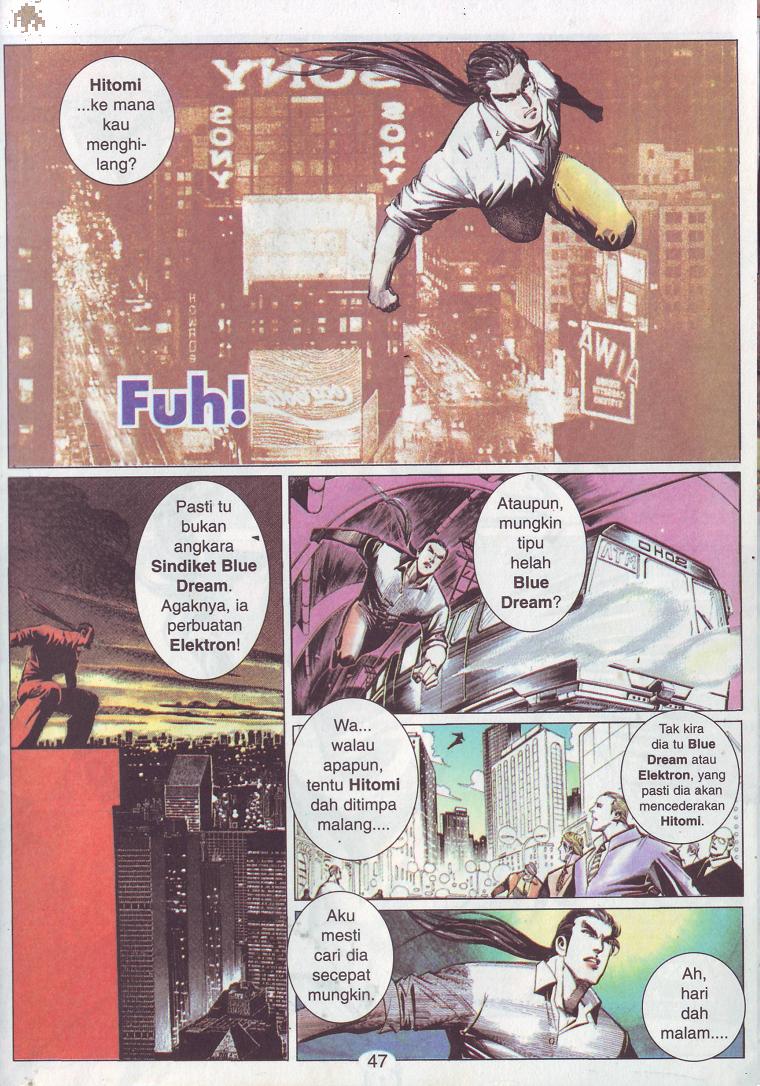 Hitomi
...ke mana
kau
menghi-
lang?
SONY
SONY
SONY
HOWARD
AIWA
Fuh!
Pasti tu
bukan
angkara
Sindiket Blue
Dream.
Agaknya, ia
perbuatan
Elektron!
Ataupun,
mungkin
tipu
helah
Blue
Dream?
MTA
SOHO
Wa...
walau
apapun,
tentu Hitomi
dah ditimpa
malang....
Tak kira
dia tu Blue
Dream atau
Elektron, yang
pasti dia akan
mencederakan
Hitomi.
Aku
mesti
cari dia
secepat
mungkin.
Ah,
hari
dah
malam....
47